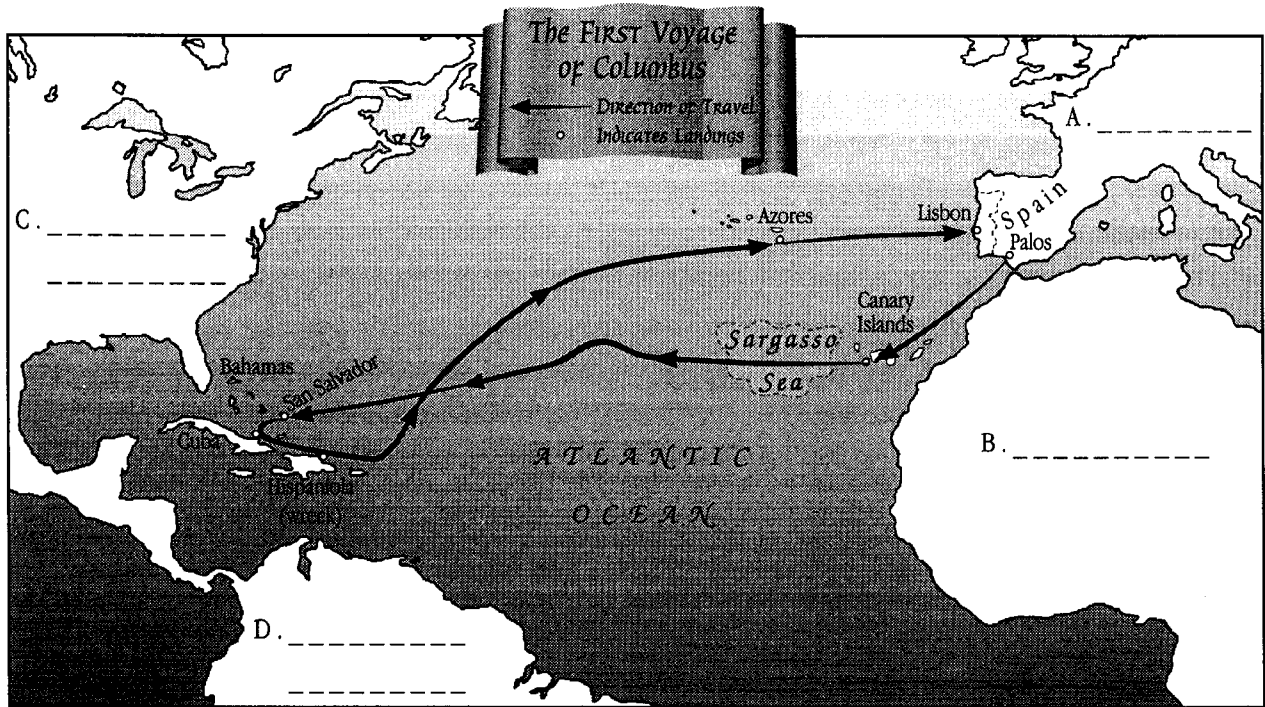 The First Voyage
of Columbus
Direction of Travel
Indicates Landings
A.
C.
Azores
Lisbon
Spain
Palos
Canary
Islands
Sargasso
Sea
Bahamas
San Salvador
Cuba
Hispaniola
(wreck)
ATLANTIC
OCEAN
B.
D.